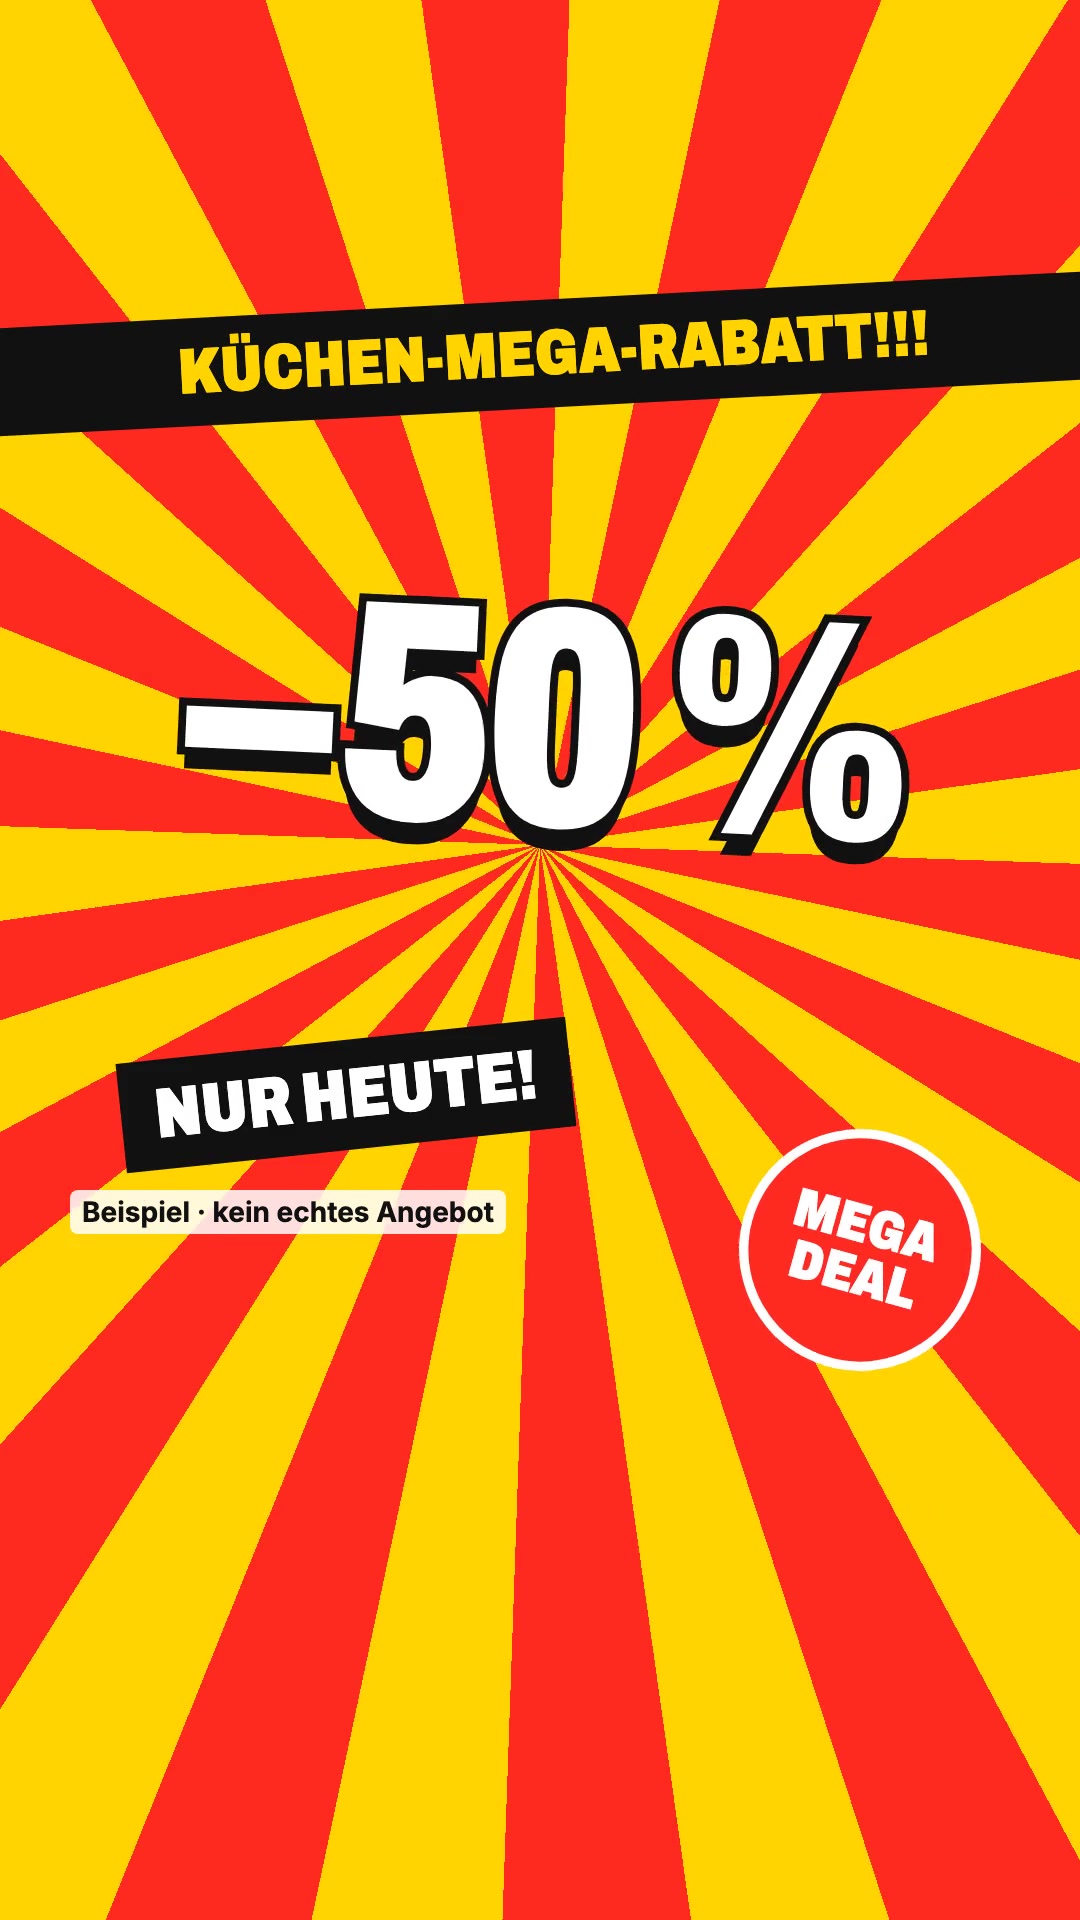 KÜCHEN-MEGA-RABATT!!!
–50 %
NUR HEUTE!
Beispiel · kein echtes Angebot
MEGA
DEAL